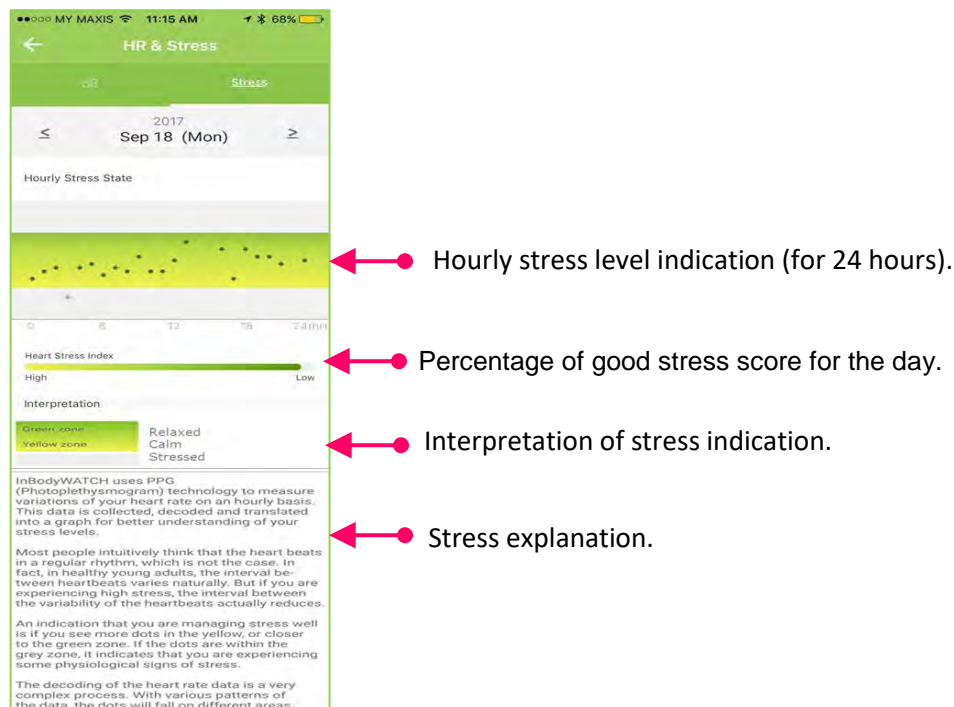 MY MAXIS 11:15 AM 68%
HR & Stress
HR Stress
2017
< Sep 18 (Mon) >
Hourly Stress State
Hourly stress level indication (for 24 hours).
0 6 12 18 24(hr)
Heart Stress Index
High Low
Percentage of good stress score for the day.
Interpretation
Green zone Relaxed
Yellow zone Calm
Stressed
Interpretation of stress indication.
InBodyWATCH uses PPG
(Photoplethysmogram) technology to measure
variations of your heart rate on an hourly basis.
This data is collected, decoded and translated
into a graph for better understanding of your
stress levels.
Stress explanation.
Most people intuitively think that the heart beats
in a regular rhythm, which is not the case. In
fact, in healthy young adults, the interval be-
tween heartbeats varies naturally. But if you are
experiencing high stress, the interval between
the variability of the heartbeats actually reduces.
An indication that you are managing stress well
is if you see more dots in the yellow, or closer
to the green zone. If the dots are within the
grey zone, it indicates that you are experiencing
some physiological signs of stress.
The decoding of the heart rate data is a very
complex process. With various patterns of
the data, the dots will fall on different areas